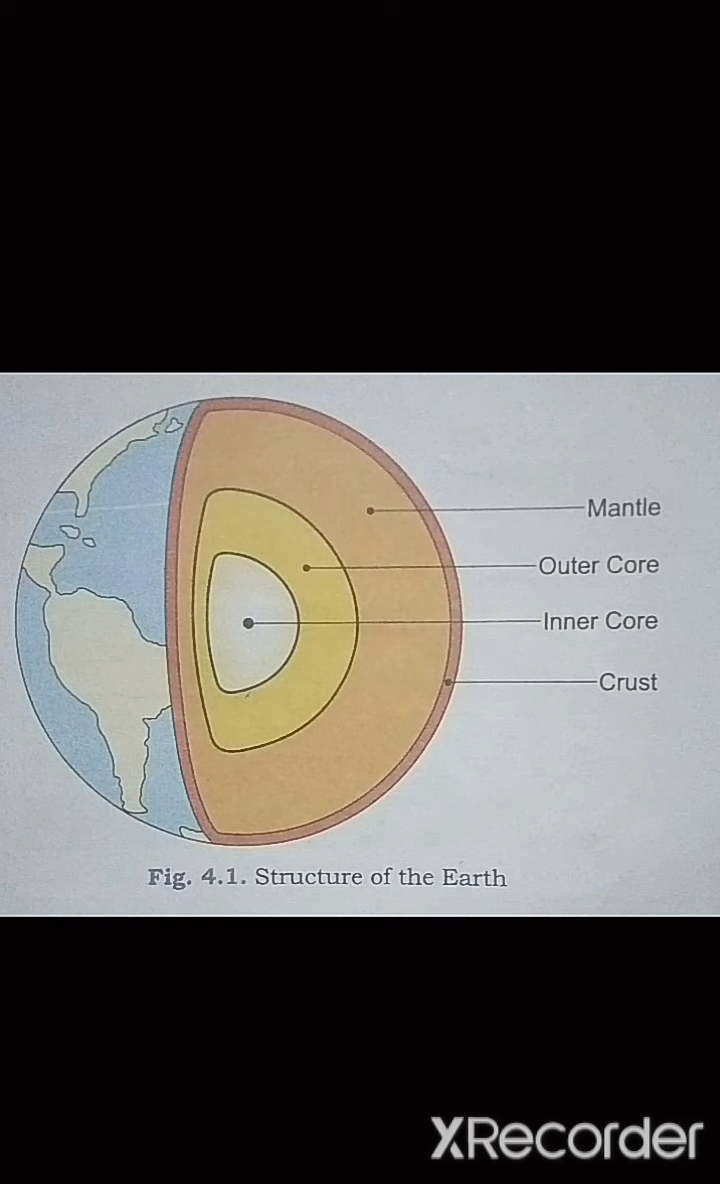 Mantle
Outer Core
Inner Core
Crust
Fig. 4.1. Structure of the Earth
XRecorder